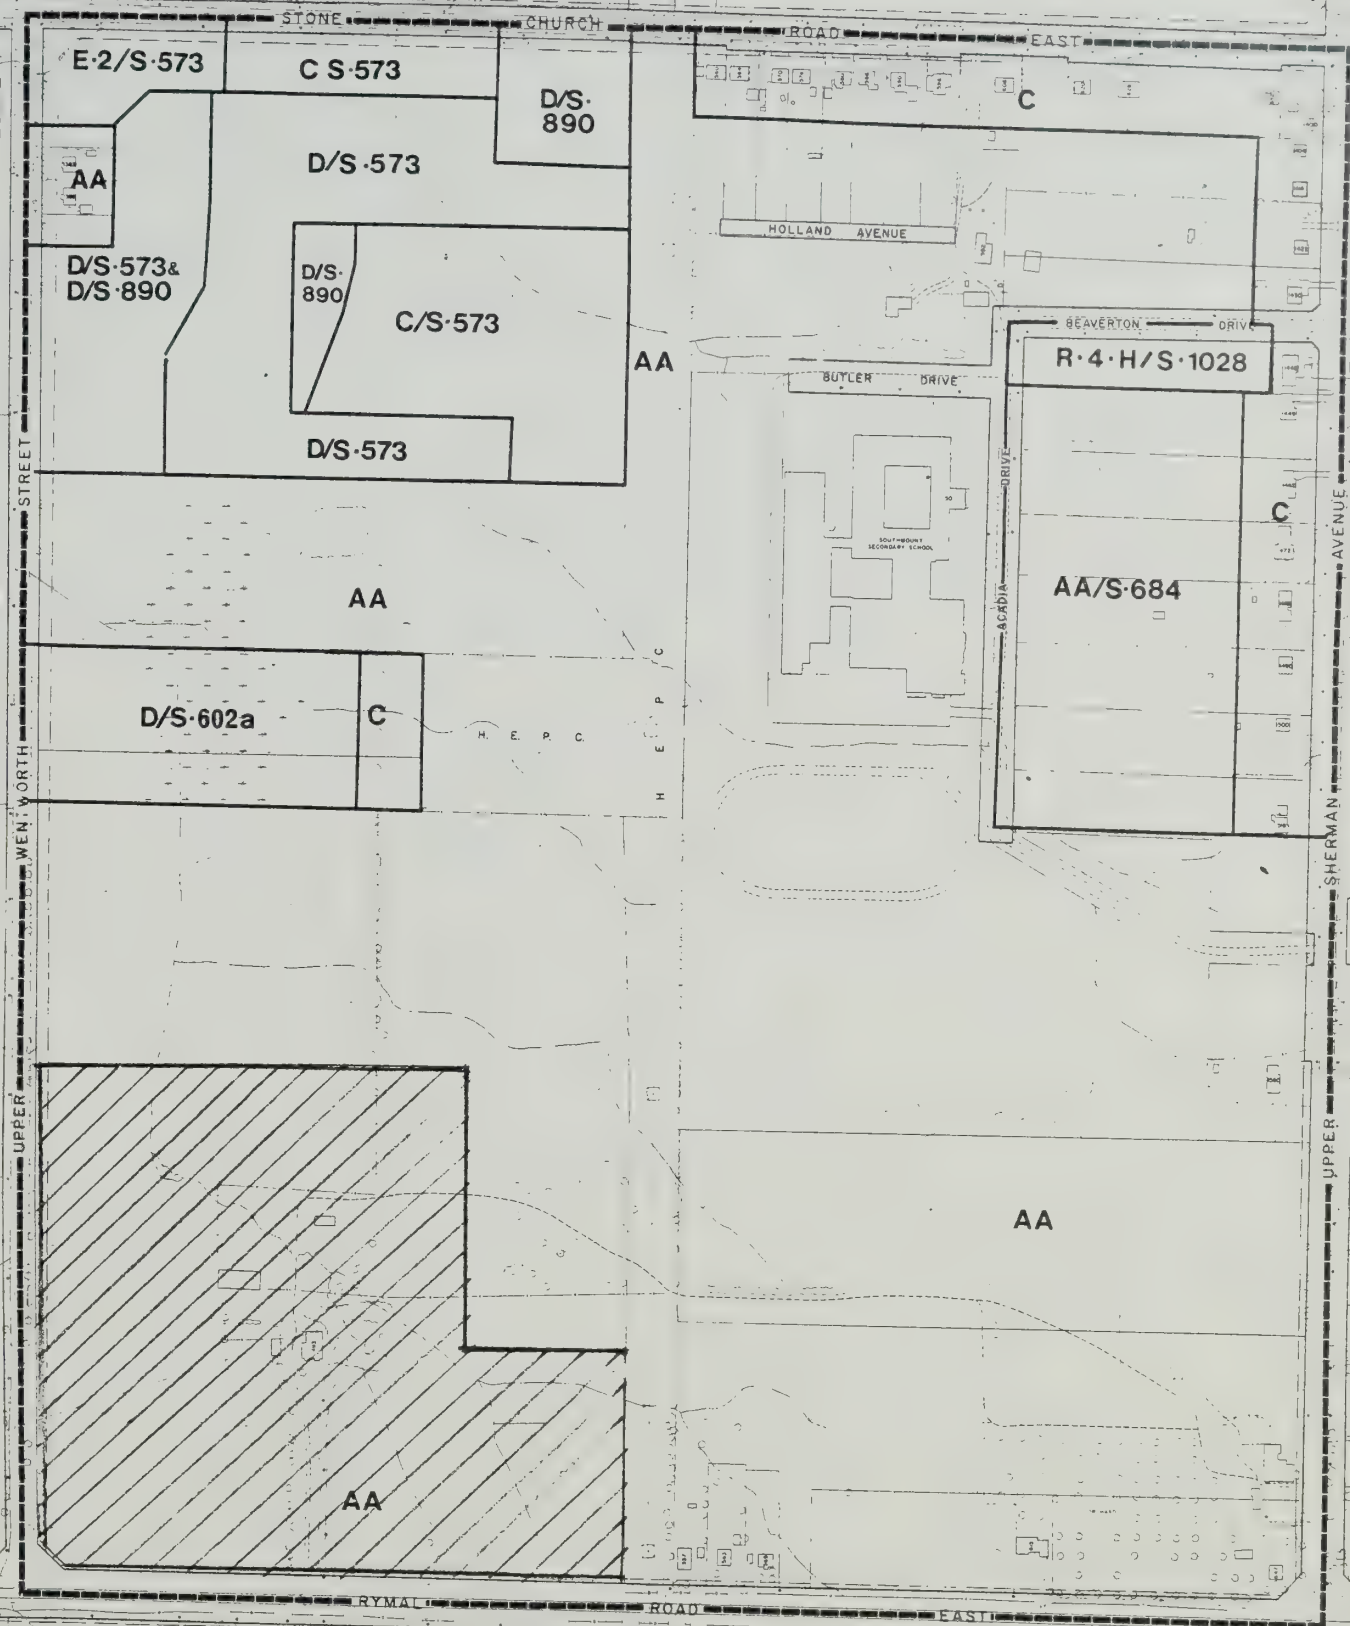 STONE CHURCH ROAD EAST
E·2/S·573
C S·573
D/S·
890
C
AA
D/S·573
HOLLAND AVENUE
D/S·573&
D/S·890
D/S·
890
C/S·573
AA
BEAVERTON DRIVE
R·4·H/S·1028
BUTLER DRIVE
D/S·573
ACADIA DRIVE
SOUTHMOUNT
SECONDARY SCHOOL
C
AA/S·684
AA
D/S·602a
C
H. E. P. C.
H E P C
UPPER WENTWORTH STREET
UPPER SHERMAN AVENUE
AA
AA
RYMAL ROAD EAST